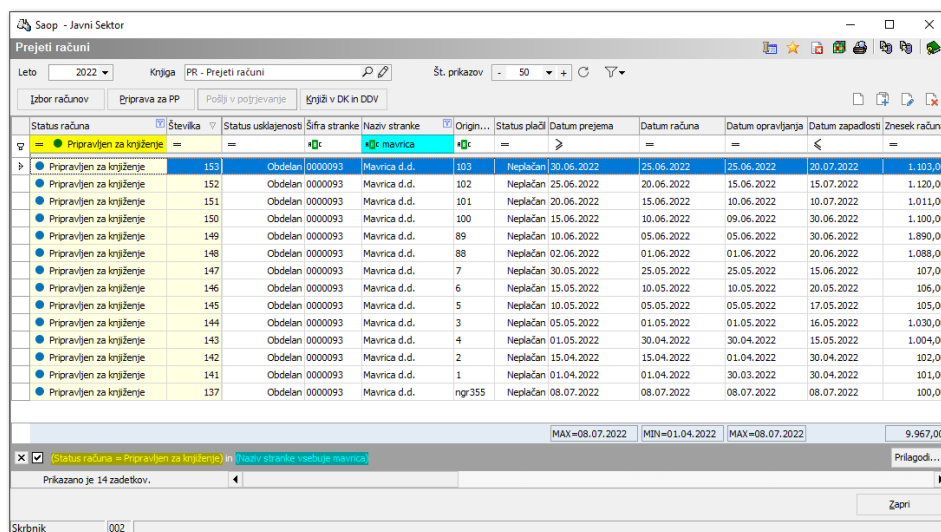 Saop - Javni Sektor
Prejeti računi
Leto 2022 Knjiga PR - Prejeti računi Št. prikazov - 50 +
Izbor računov Priprava za PP Pošlji v potrjevanje Knjiži v DK in DDV
Status računa Številka Status usklajenosti Šifra stranke Naziv stranke Origin... Status plačil Datum prejema Datum računa Datum opravljanja Datum zapadlosti Znesek račun
= Pripravljen za knjiženje = = mavrica = ≥ = = ≤ =
Pripravljen za knjiženje 153 Obdelan 0000093 Mavrica d.d. 103 Neplačan 30.06.2022 25.06.2022 25.06.2022 20.07.2022 1.103,0
Pripravljen za knjiženje 152 Obdelan 0000093 Mavrica d.d. 102 Neplačan 25.06.2022 20.06.2022 15.06.2022 15.07.2022 1.120,0
Pripravljen za knjiženje 151 Obdelan 0000093 Mavrica d.d. 101 Neplačan 20.06.2022 15.06.2022 10.06.2022 10.07.2022 1.011,0
Pripravljen za knjiženje 150 Obdelan 0000093 Mavrica d.d. 100 Neplačan 15.06.2022 10.06.2022 09.06.2022 30.06.2022 1.100,0
Pripravljen za knjiženje 149 Obdelan 0000093 Mavrica d.d. 89 Neplačan 10.06.2022 05.06.2022 05.06.2022 30.06.2022 1.890,0
Pripravljen za knjiženje 148 Obdelan 0000093 Mavrica d.d. 88 Neplačan 02.06.2022 01.06.2022 01.06.2022 20.06.2022 1.088,0
Pripravljen za knjiženje 147 Obdelan 0000093 Mavrica d.d. 7 Neplačan 30.05.2022 25.05.2022 25.05.2022 15.06.2022 107,0
Pripravljen za knjiženje 146 Obdelan 0000093 Mavrica d.d. 6 Neplačan 15.05.2022 10.05.2022 10.05.2022 20.05.2022 106,0
Pripravljen za knjiženje 145 Obdelan 0000093 Mavrica d.d. 5 Neplačan 10.05.2022 05.05.2022 05.05.2022 17.05.2022 105,0
Pripravljen za knjiženje 144 Obdelan 0000093 Mavrica d.d. 3 Neplačan 05.05.2022 01.05.2022 01.05.2022 16.05.2022 1.030,0
Pripravljen za knjiženje 143 Obdelan 0000093 Mavrica d.d. 4 Neplačan 01.05.2022 30.04.2022 30.04.2022 15.05.2022 1.004,0
Pripravljen za knjiženje 142 Obdelan 0000093 Mavrica d.d. 2 Neplačan 15.04.2022 15.04.2022 01.04.2022 30.04.2022 102,0
Pripravljen za knjiženje 141 Obdelan 0000093 Mavrica d.d. 1 Neplačan 01.04.2022 01.04.2022 30.03.2022 30.04.2022 101,0
Pripravljen za knjiženje 137 Obdelan 0000093 Mavrica d.d. ngr355 Neplačan 08.07.2022 08.07.2022 08.07.2022 08.07.2022 100,0
MAX=08.07.2022 MIN=01.04.2022 MAX=08.07.2022 9.967,00
(Status računa = Pripravljen za knjiženje) in (Naziv stranke vsebuje mavrica) Prilagodi...
Prikazano je 14 zadetkov.
Zapri
Skrbnik 002